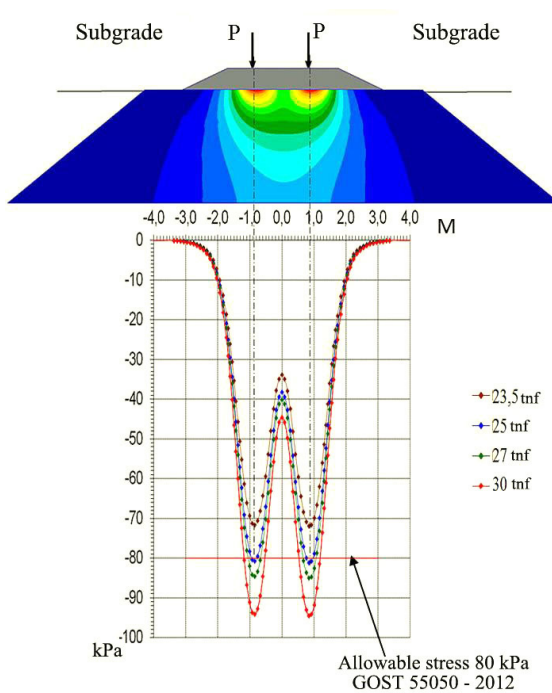 Subgrade P P Subgrade
-4,0 -3,0 -2,0 -1,0 0,0 1,0 2,0 3,0 4,0 M
0
-10
-20
-30
-40
-50
-60
-70
-80
-90
-100
kPa
23,5 tnf
25 tnf
27 tnf
30 tnf
Allowable stress 80 kPa
GOST 55050 - 2012